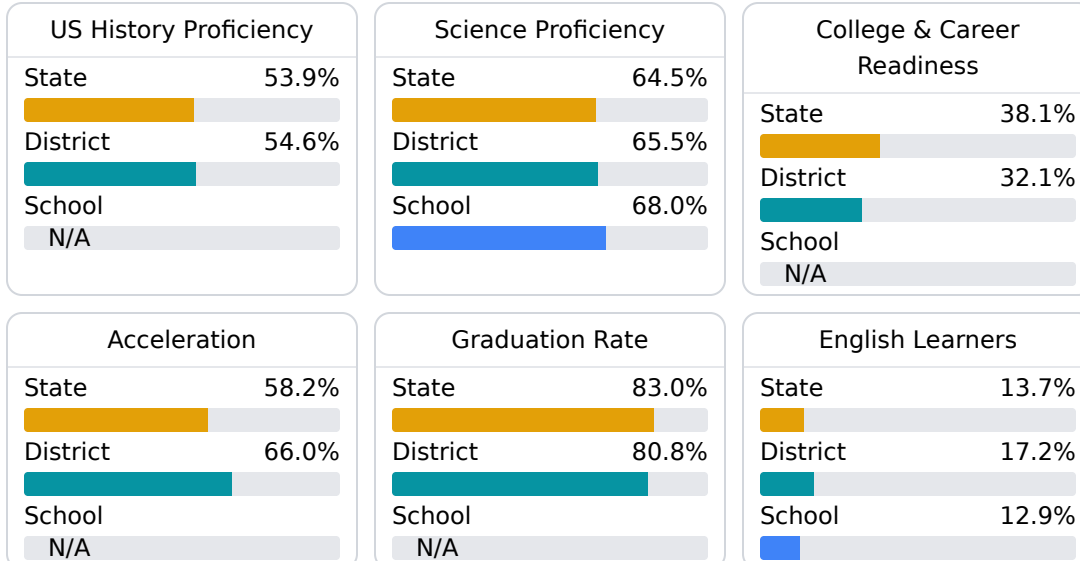 US History Proficiency
State 53.9%
District 54.6%
School
N/A
Science Proficiency
State 64.5%
District 65.5%
School 68.0%
College & Career
Readiness
State 38.1%
District 32.1%
School
N/A
Acceleration
State 58.2%
District 66.0%
School
N/A
Graduation Rate
State 83.0%
District 80.8%
School
N/A
English Learners
State 13.7%
District 17.2%
School 12.9%